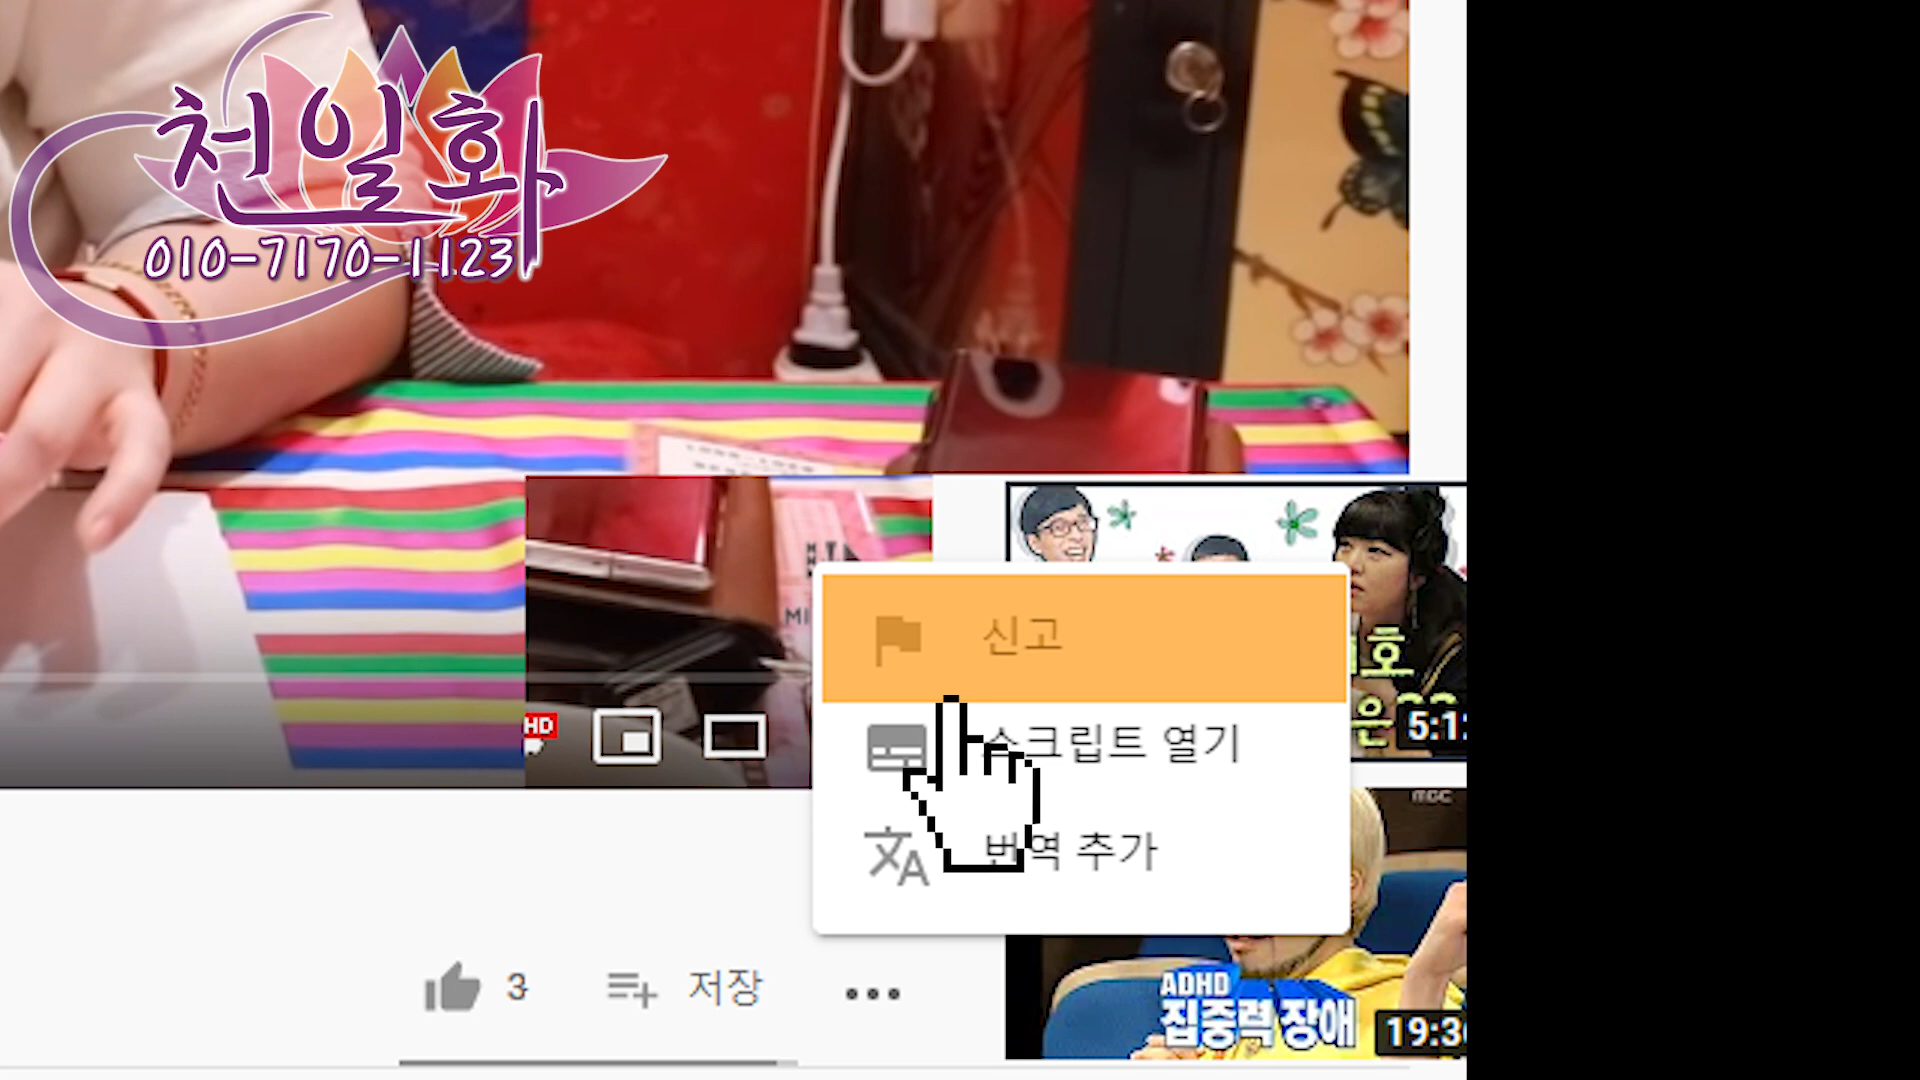 천일화
010-7170-1123
신고
스크립트 열기
번역 추가
HD
5:1
mBC
ADHD
집중력 장애
19:3
3
저장